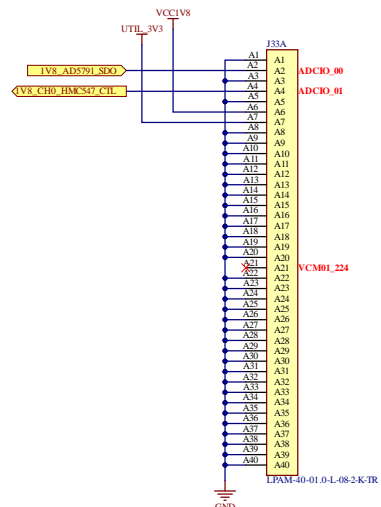 VCC1V8
UTIL_3V3
J33A
A1 A1
1V8_AD5791_SDO A2 A2 ADCIO_00
A3 A3
1V8_CH0_HMC547_CTL A4 A4 ADCIO_01
A5 A5
A6 A6
A7 A7
A8 A8
A9 A9
A10 A10
A11 A11
A12 A12
A13 A13
A14 A14
A15 A15
A16 A16
A17 A17
A18 A18
A19 A19
A20 A20
A21 A21 VCM01_224
A22 A22
A23 A23
A24 A24
A25 A25
A26 A26
A27 A27
A28 A28
A29 A29
A30 A30
A31 A31
A32 A32
A33 A33
A34 A34
A35 A35
A36 A36
A37 A37
A38 A38
A39 A39
A40 A40
LPAM-40-01.0-L-08-2-K-TR
GND